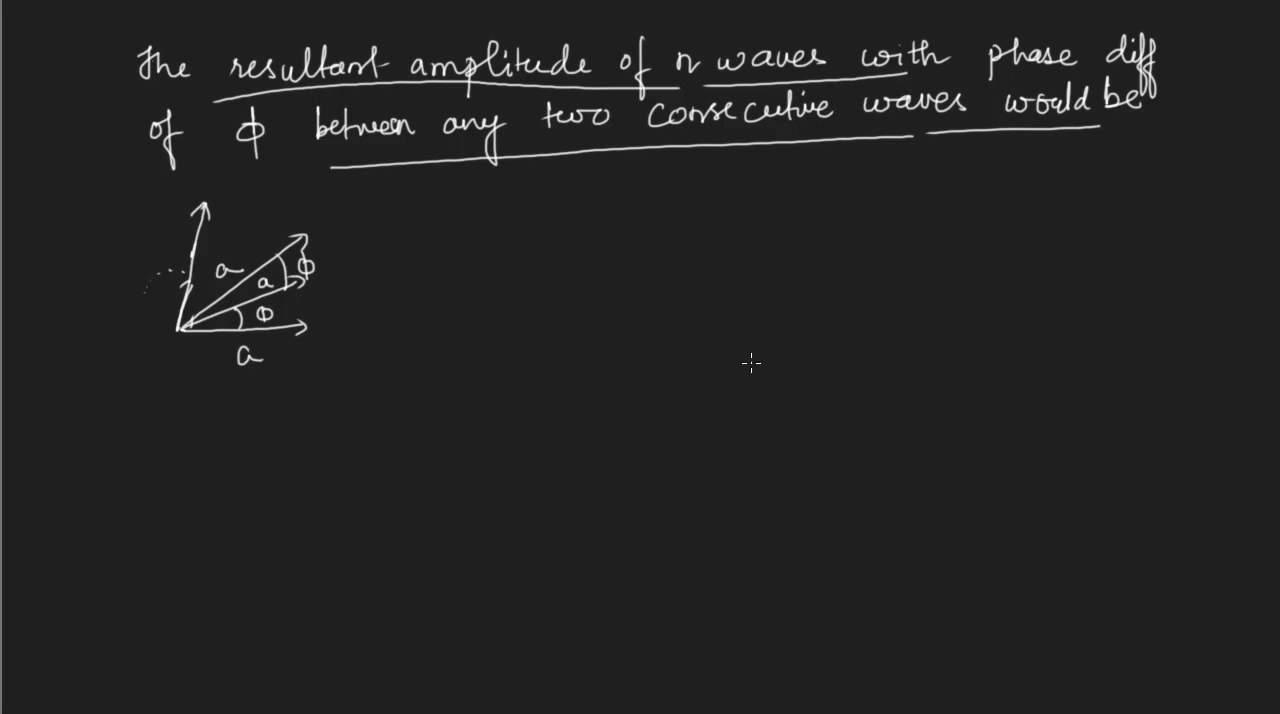 The resultant amplitude of n waves with phase diff
of ϕ between any two consecutive waves would be
a ϕ
a
ϕ
a